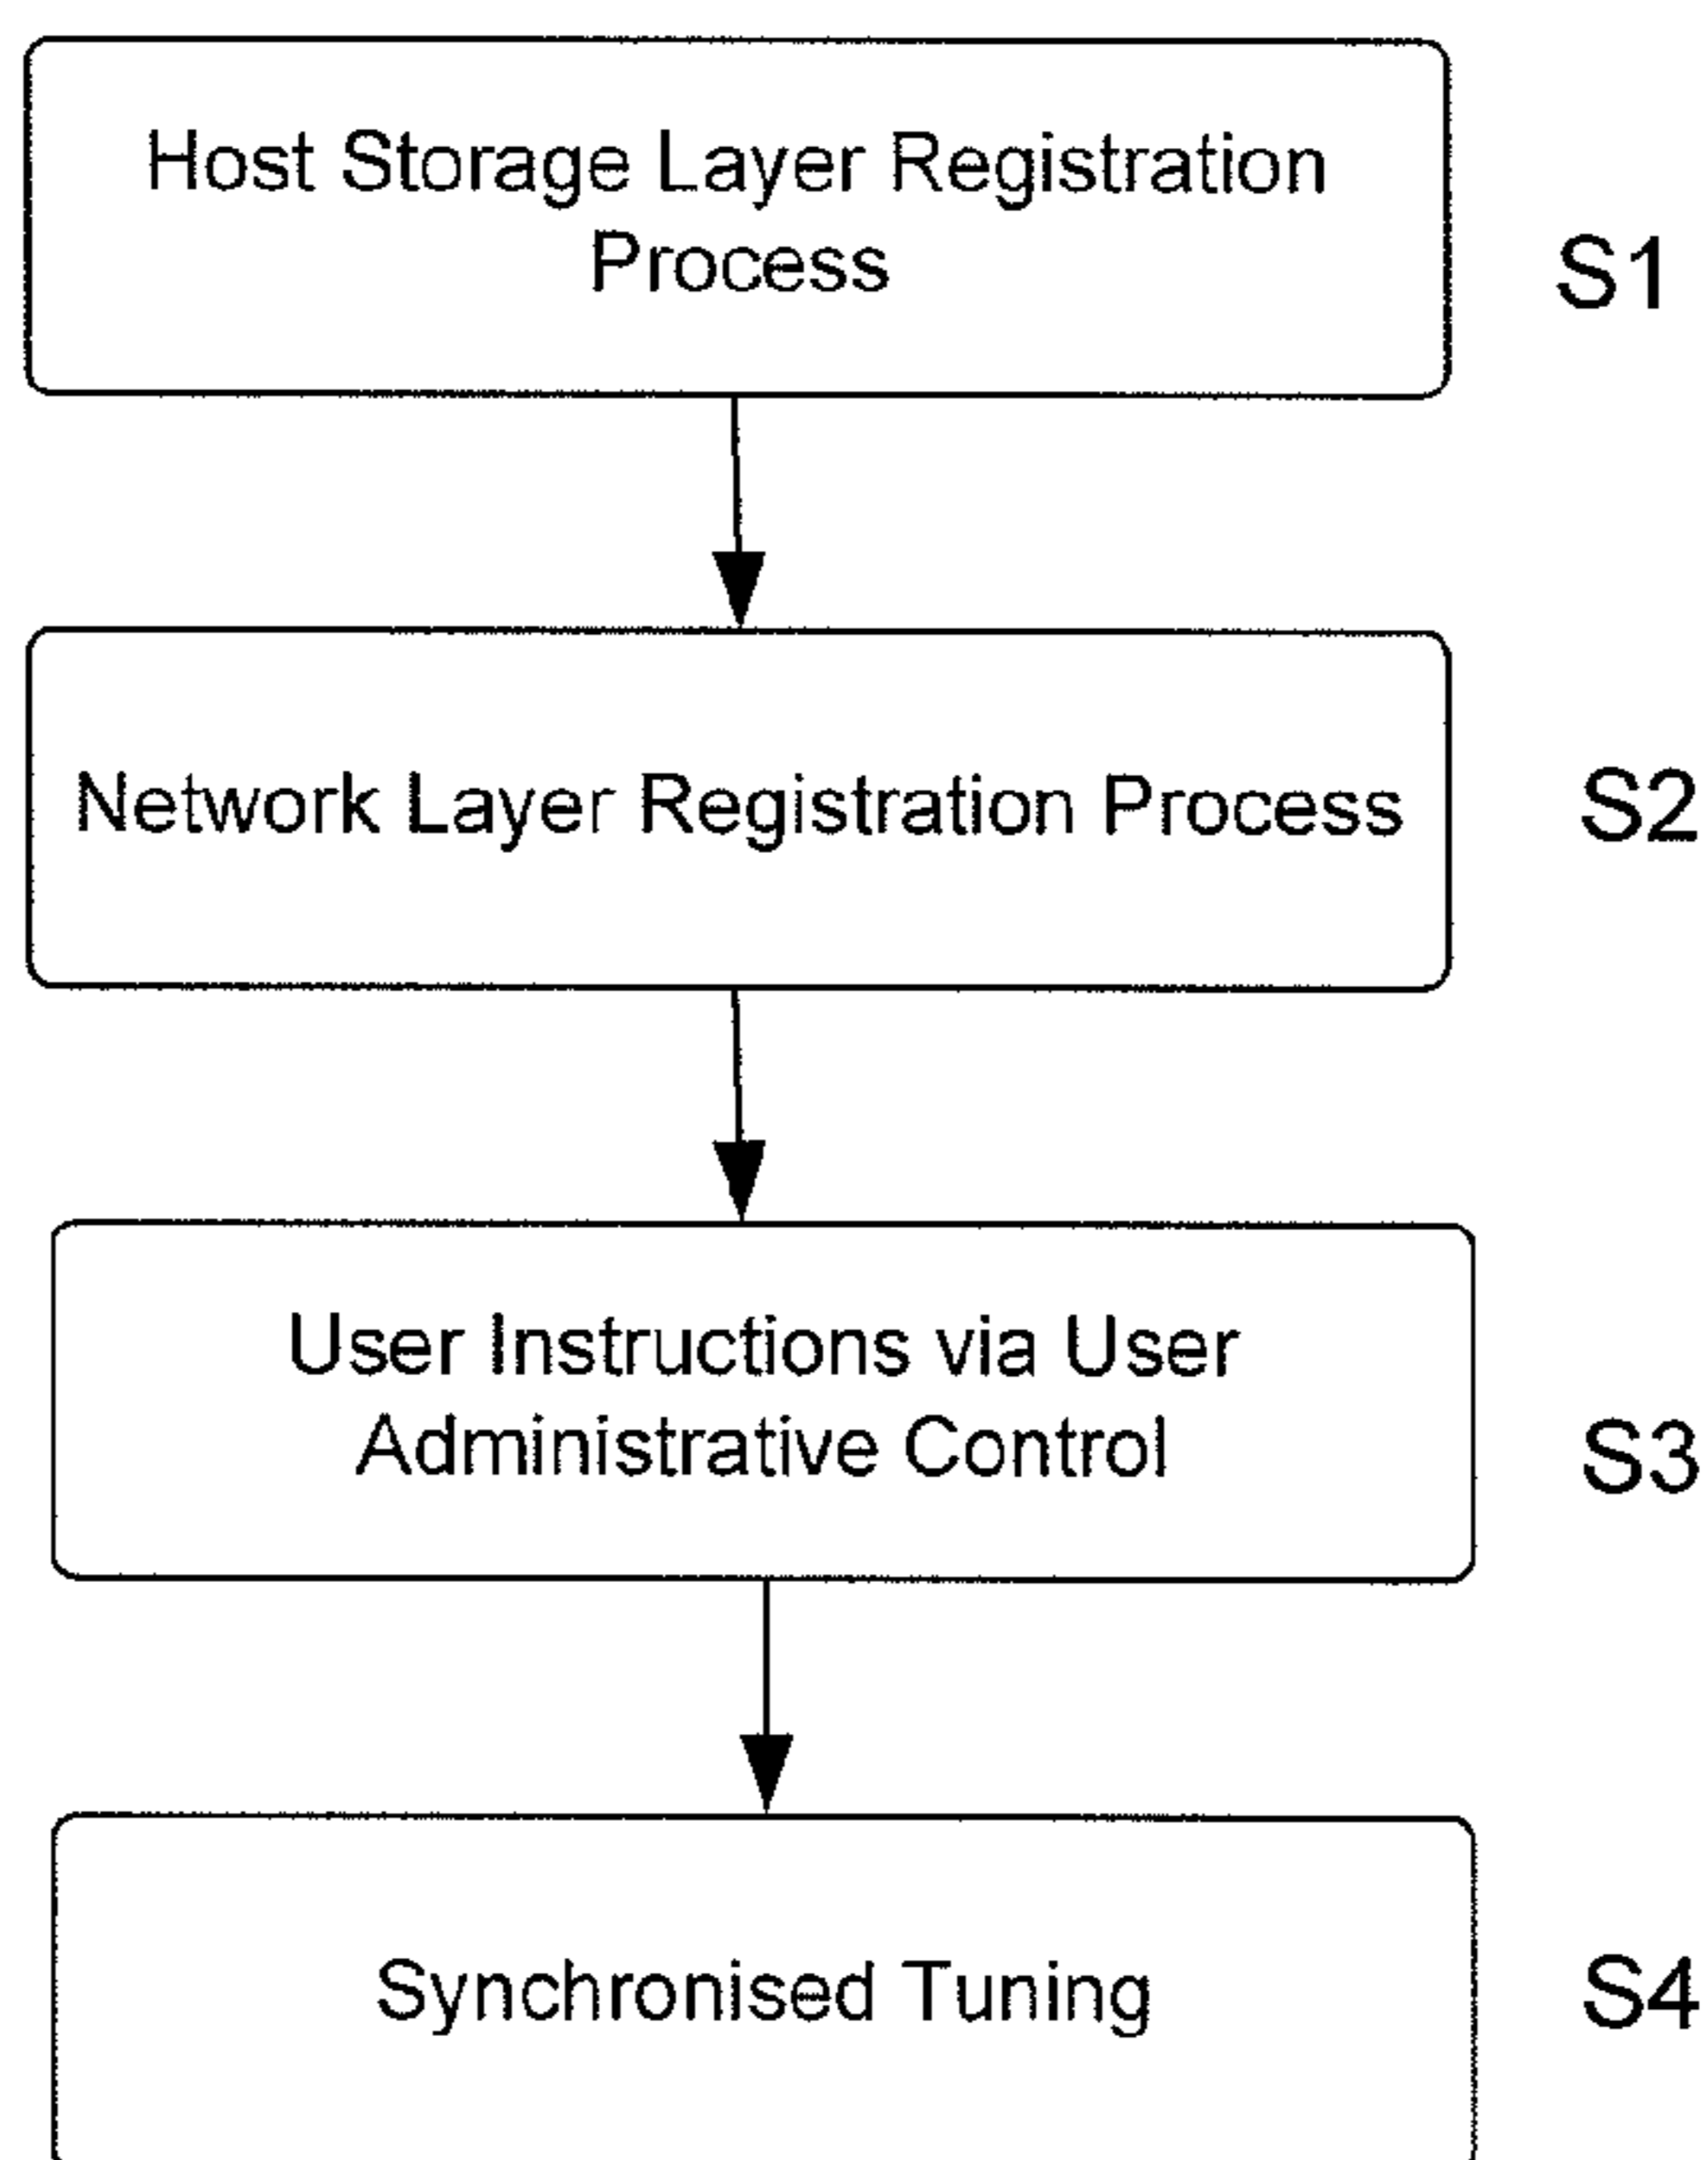 Host Storage Layer Registration
Process
S1
Network Layer Registration Process
S2
User Instructions via User
Administrative Control
S3
Synchronised Tuning
S4